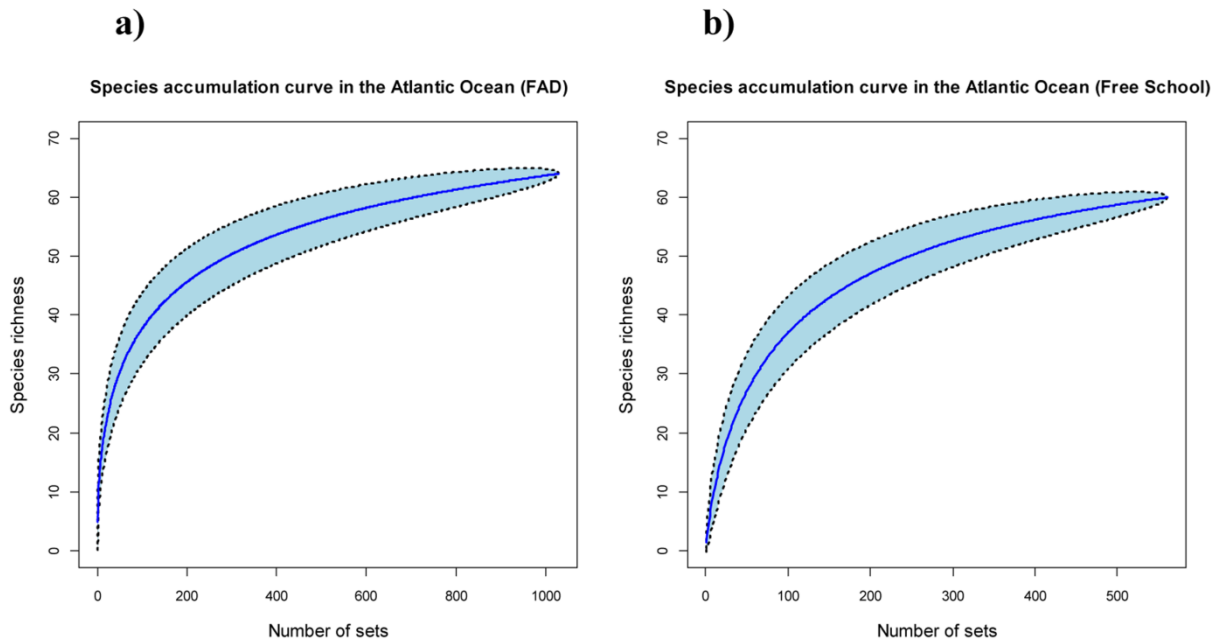 a)
Species accumulation curve in the Atlantic Ocean (FAD)
70
60
50
40
30
20
10
0
Species richness
0 200 400 600 800 1000
Number of sets
b)
Species accumulation curve in the Atlantic Ocean (Free School)
70
60
50
40
30
20
10
0
Species richness
0 100 200 300 400 500
Number of sets